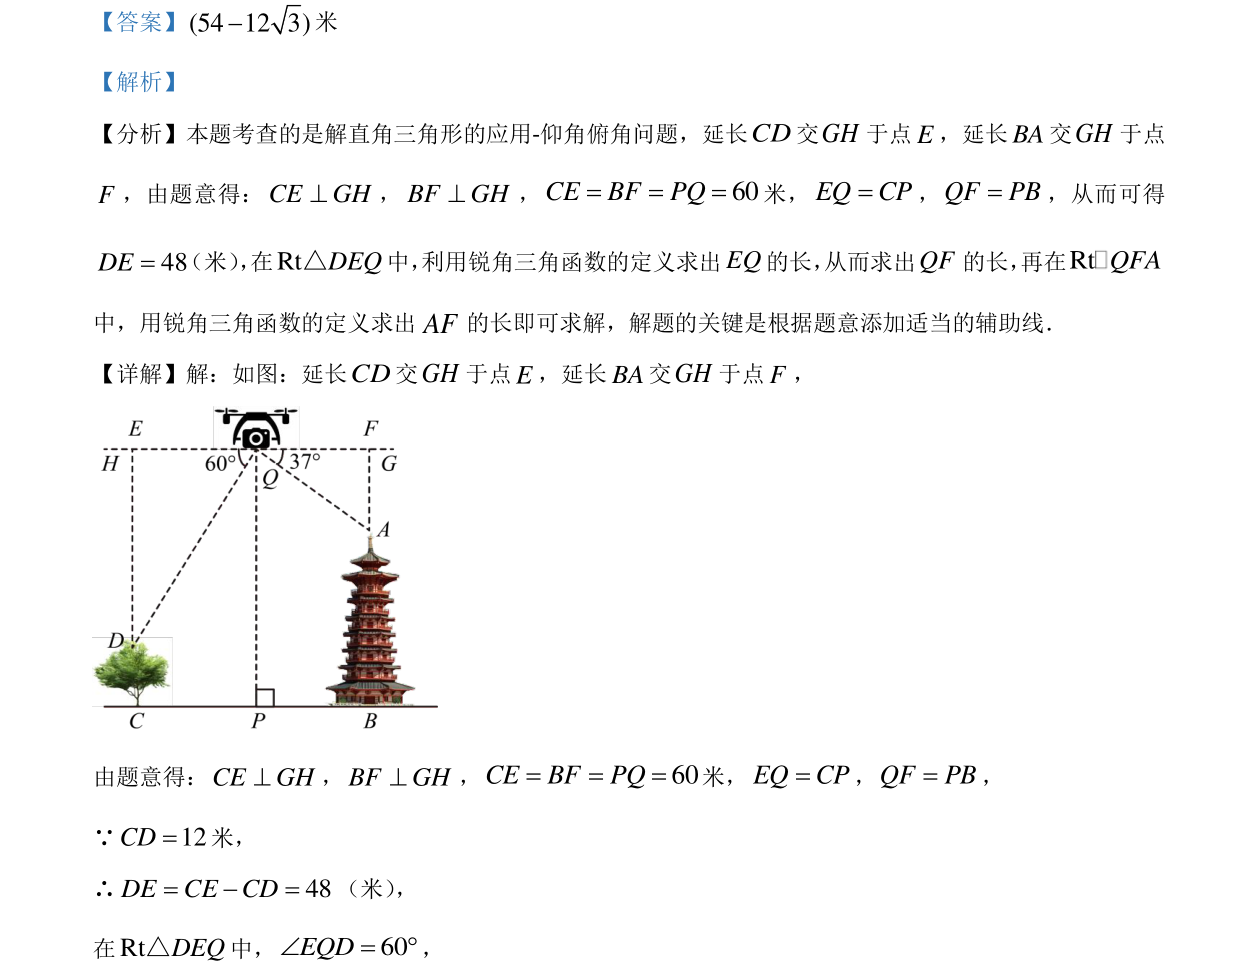 【答案】(54−12√3)米
【解析】
【分析】本题考查的是解直角三角形的应用-仰角俯角问题，延长CD交GH于点E，延长BA交GH于点
F，由题意得：CE⊥GH，BF⊥GH，CE=BF=PQ=60米，EQ=CP，QF=PB，从而可得
DE=48（米），在Rt△DEQ中，利用锐角三角函数的定义求出EQ的长，从而求出QF的长，再在Rt□QFA
中，用锐角三角函数的定义求出AF的长即可求解，解题的关键是根据题意添加适当的辅助线．
【详解】解：如图：延长CD交GH于点E，延长BA交GH于点F，
E F
H 60° 37° G
Q
A
D
C P B
由题意得：CE⊥GH，BF⊥GH，CE=BF=PQ=60米，EQ=CP，QF=PB，
∵CD=12米，
∴DE=CE−CD=48（米），
在Rt△DEQ中，∠EQD=60°，